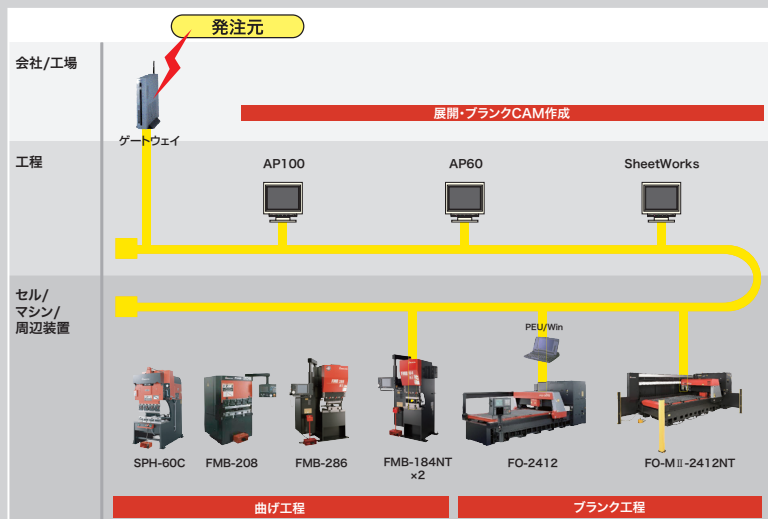 発注元
会社/工場
展開・ブランクCAM作成
ゲートウェイ
工程
AP100
AP60
SheetWorks
セル/
マシン/
周辺装置
PEU/Win
SPH-60C
FMB-208
FMB-286
FMB-184NT
×2
FO-2412
FO-MⅡ-2412NT
曲げ工程
ブランク工程